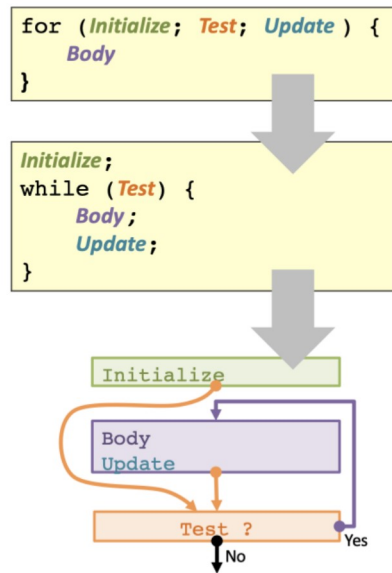 for (Initialize; Test; Update ) {
Body
}
Initialize;
while (Test) {
Body;
Update;
}
Initialize
Body
Update
Test ?
Yes
No